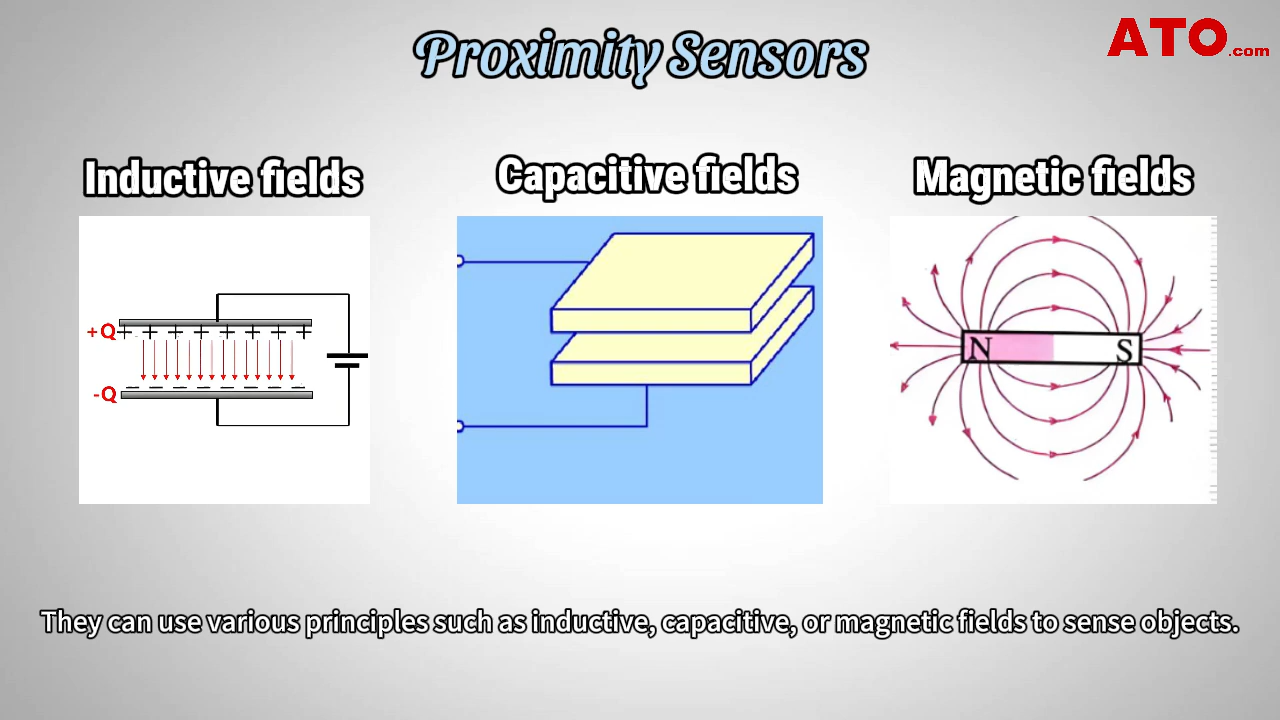 Proximity Sensors
ATO.com
Inductive fields
Capacitive fields
Magnetic fields
+Q
+ + + + + + + +
-Q
N
S
They can use various principles such as inductive, capacitive, or magnetic fields to sense objects.